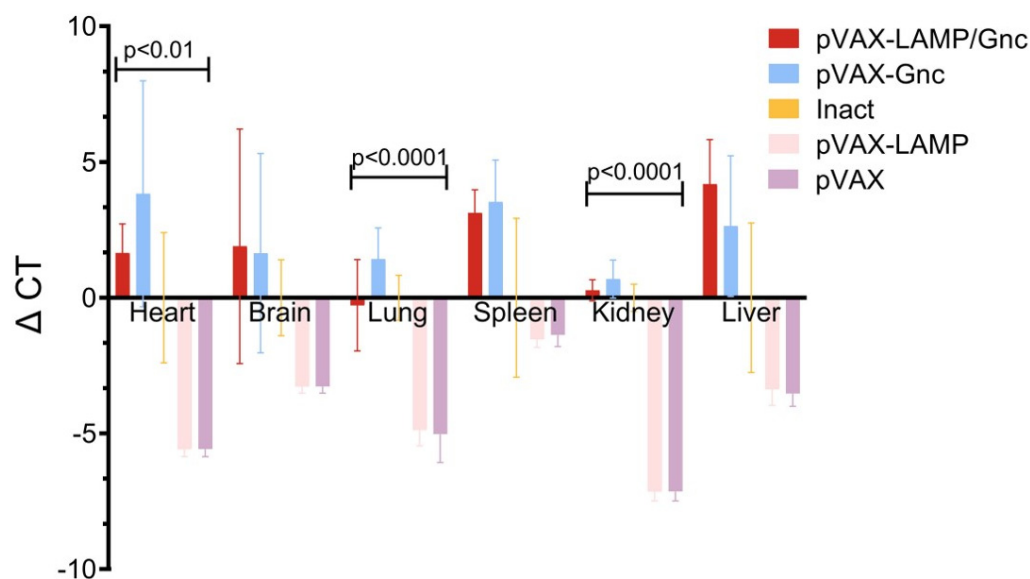 10
p<0.01
pVAX-LAMP/Gnc
pVAX-Gnc
Inact
pVAX-LAMP
pVAX
5
p<0.0001
p<0.0001
Δ CT
0
Heart Brain Lung Spleen Kidney Liver
-5
-10